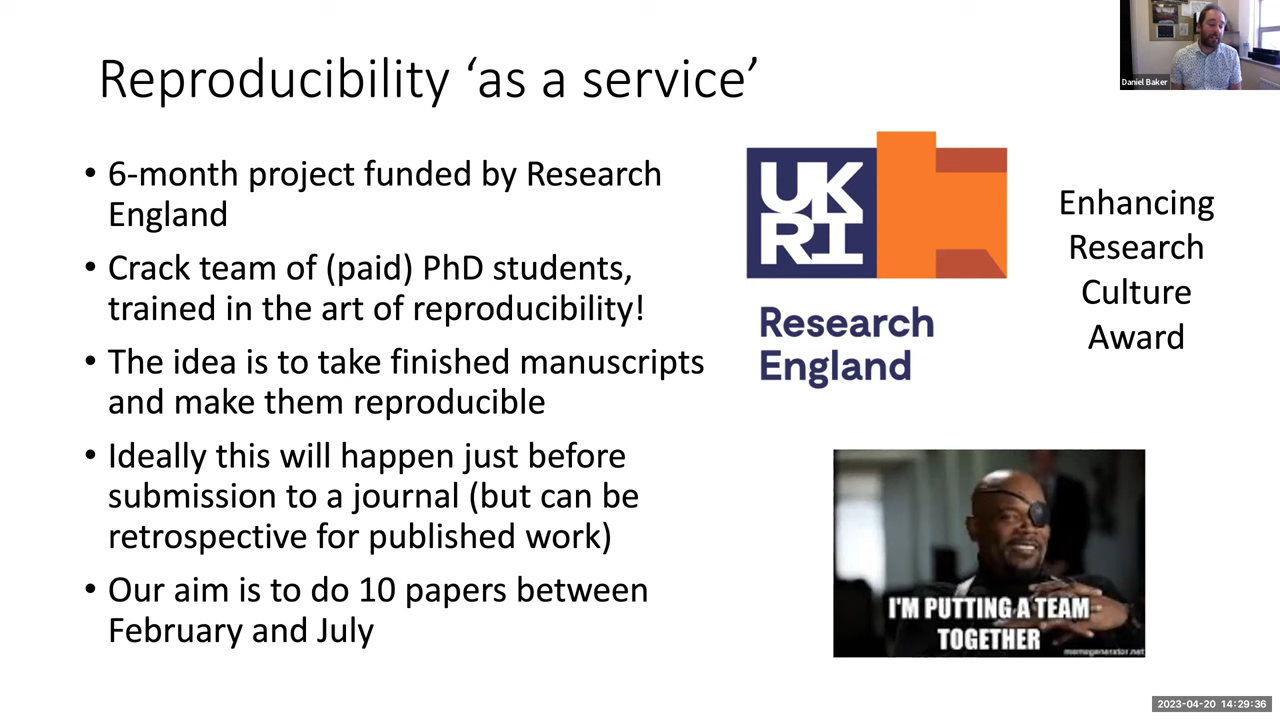 Reproducibility ‘as a service’
• 6-month project funded by Research
England
• Crack team of (paid) PhD students,
trained in the art of reproducibility!
• The idea is to take finished manuscripts
and make them reproducible
• Ideally this will happen just before
submission to a journal (but can be
retrospective for published work)
• Our aim is to do 10 papers between
February and July
UK
RI
Research
England
Enhancing
Research
Culture
Award
I'M PUTTING A TEAM
TOGETHER
memegenerator.net
Daniel Baker
2023-04-20 14:29:36